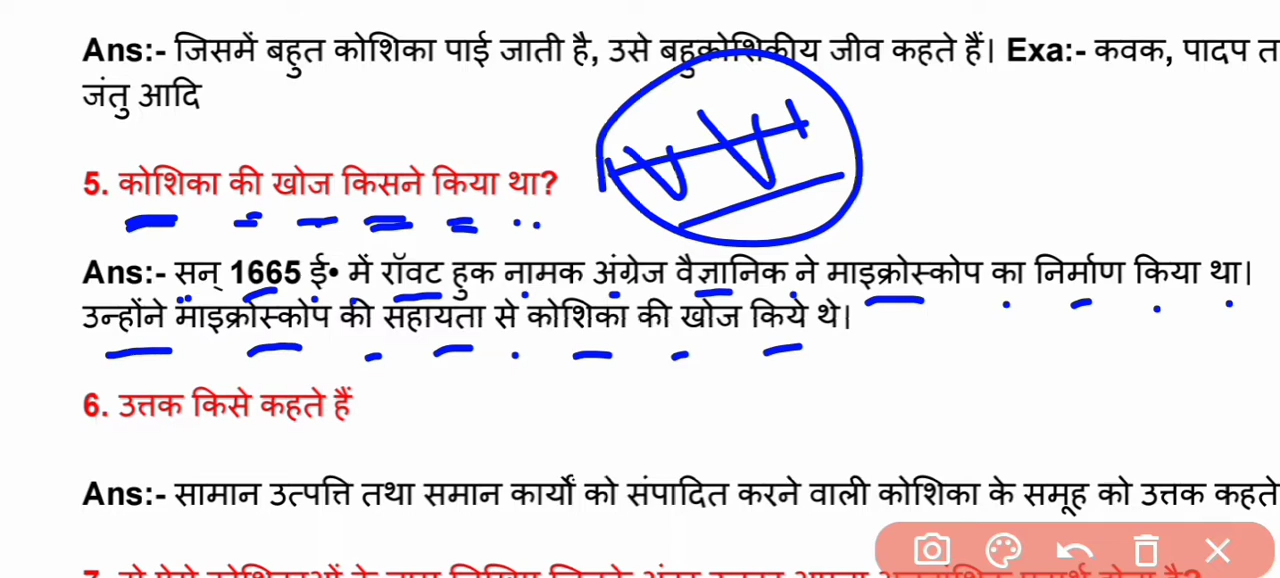 Ans:- जिसमें बहुत कोशिका पाई जाती है, उसे बहुकोशिकीय जीव कहते हैं। Exa:- कवक, पादप त
जंतु आदि
5. कोशिका की खोज किसने किया था?
Ans:- सन् 1665 ई• में रॉवट हुक नामक अंग्रेज वैज्ञानिक ने माइक्रोस्कोप का निर्माण किया था।
उन्होंने माइक्रोस्कोप की सहायता से कोशिका की खोज किये थे।
6. उत्तक किसे कहते हैं
Ans:- सामान उत्पत्ति तथा समान कार्यों को संपादित करने वाली कोशिका के समूह को उत्तक कहते